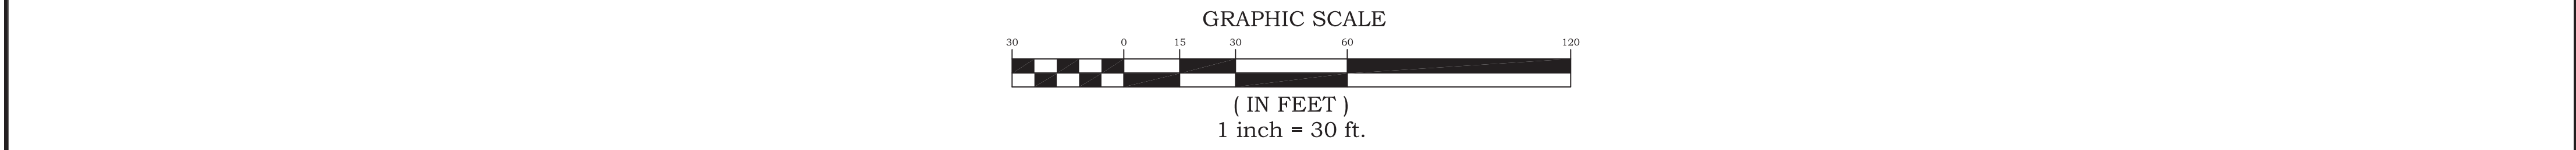 GRAPHIC SCALE
30 0 15 30 60 120
( IN FEET )
1 inch = 30 ft.